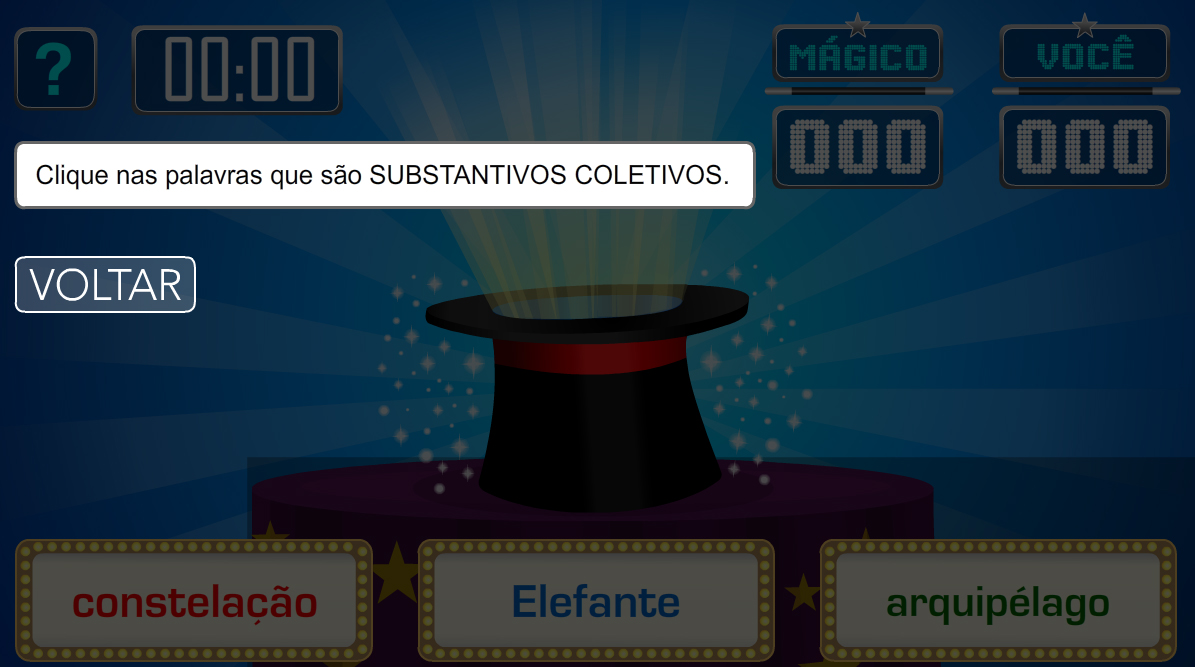 ?
00:00
MÁGICO
VOCÊ
000
000
Clique nas palavras que são SUBSTANTIVOS COLETIVOS.
VOLTAR
constelação
Elefante
arquipélago